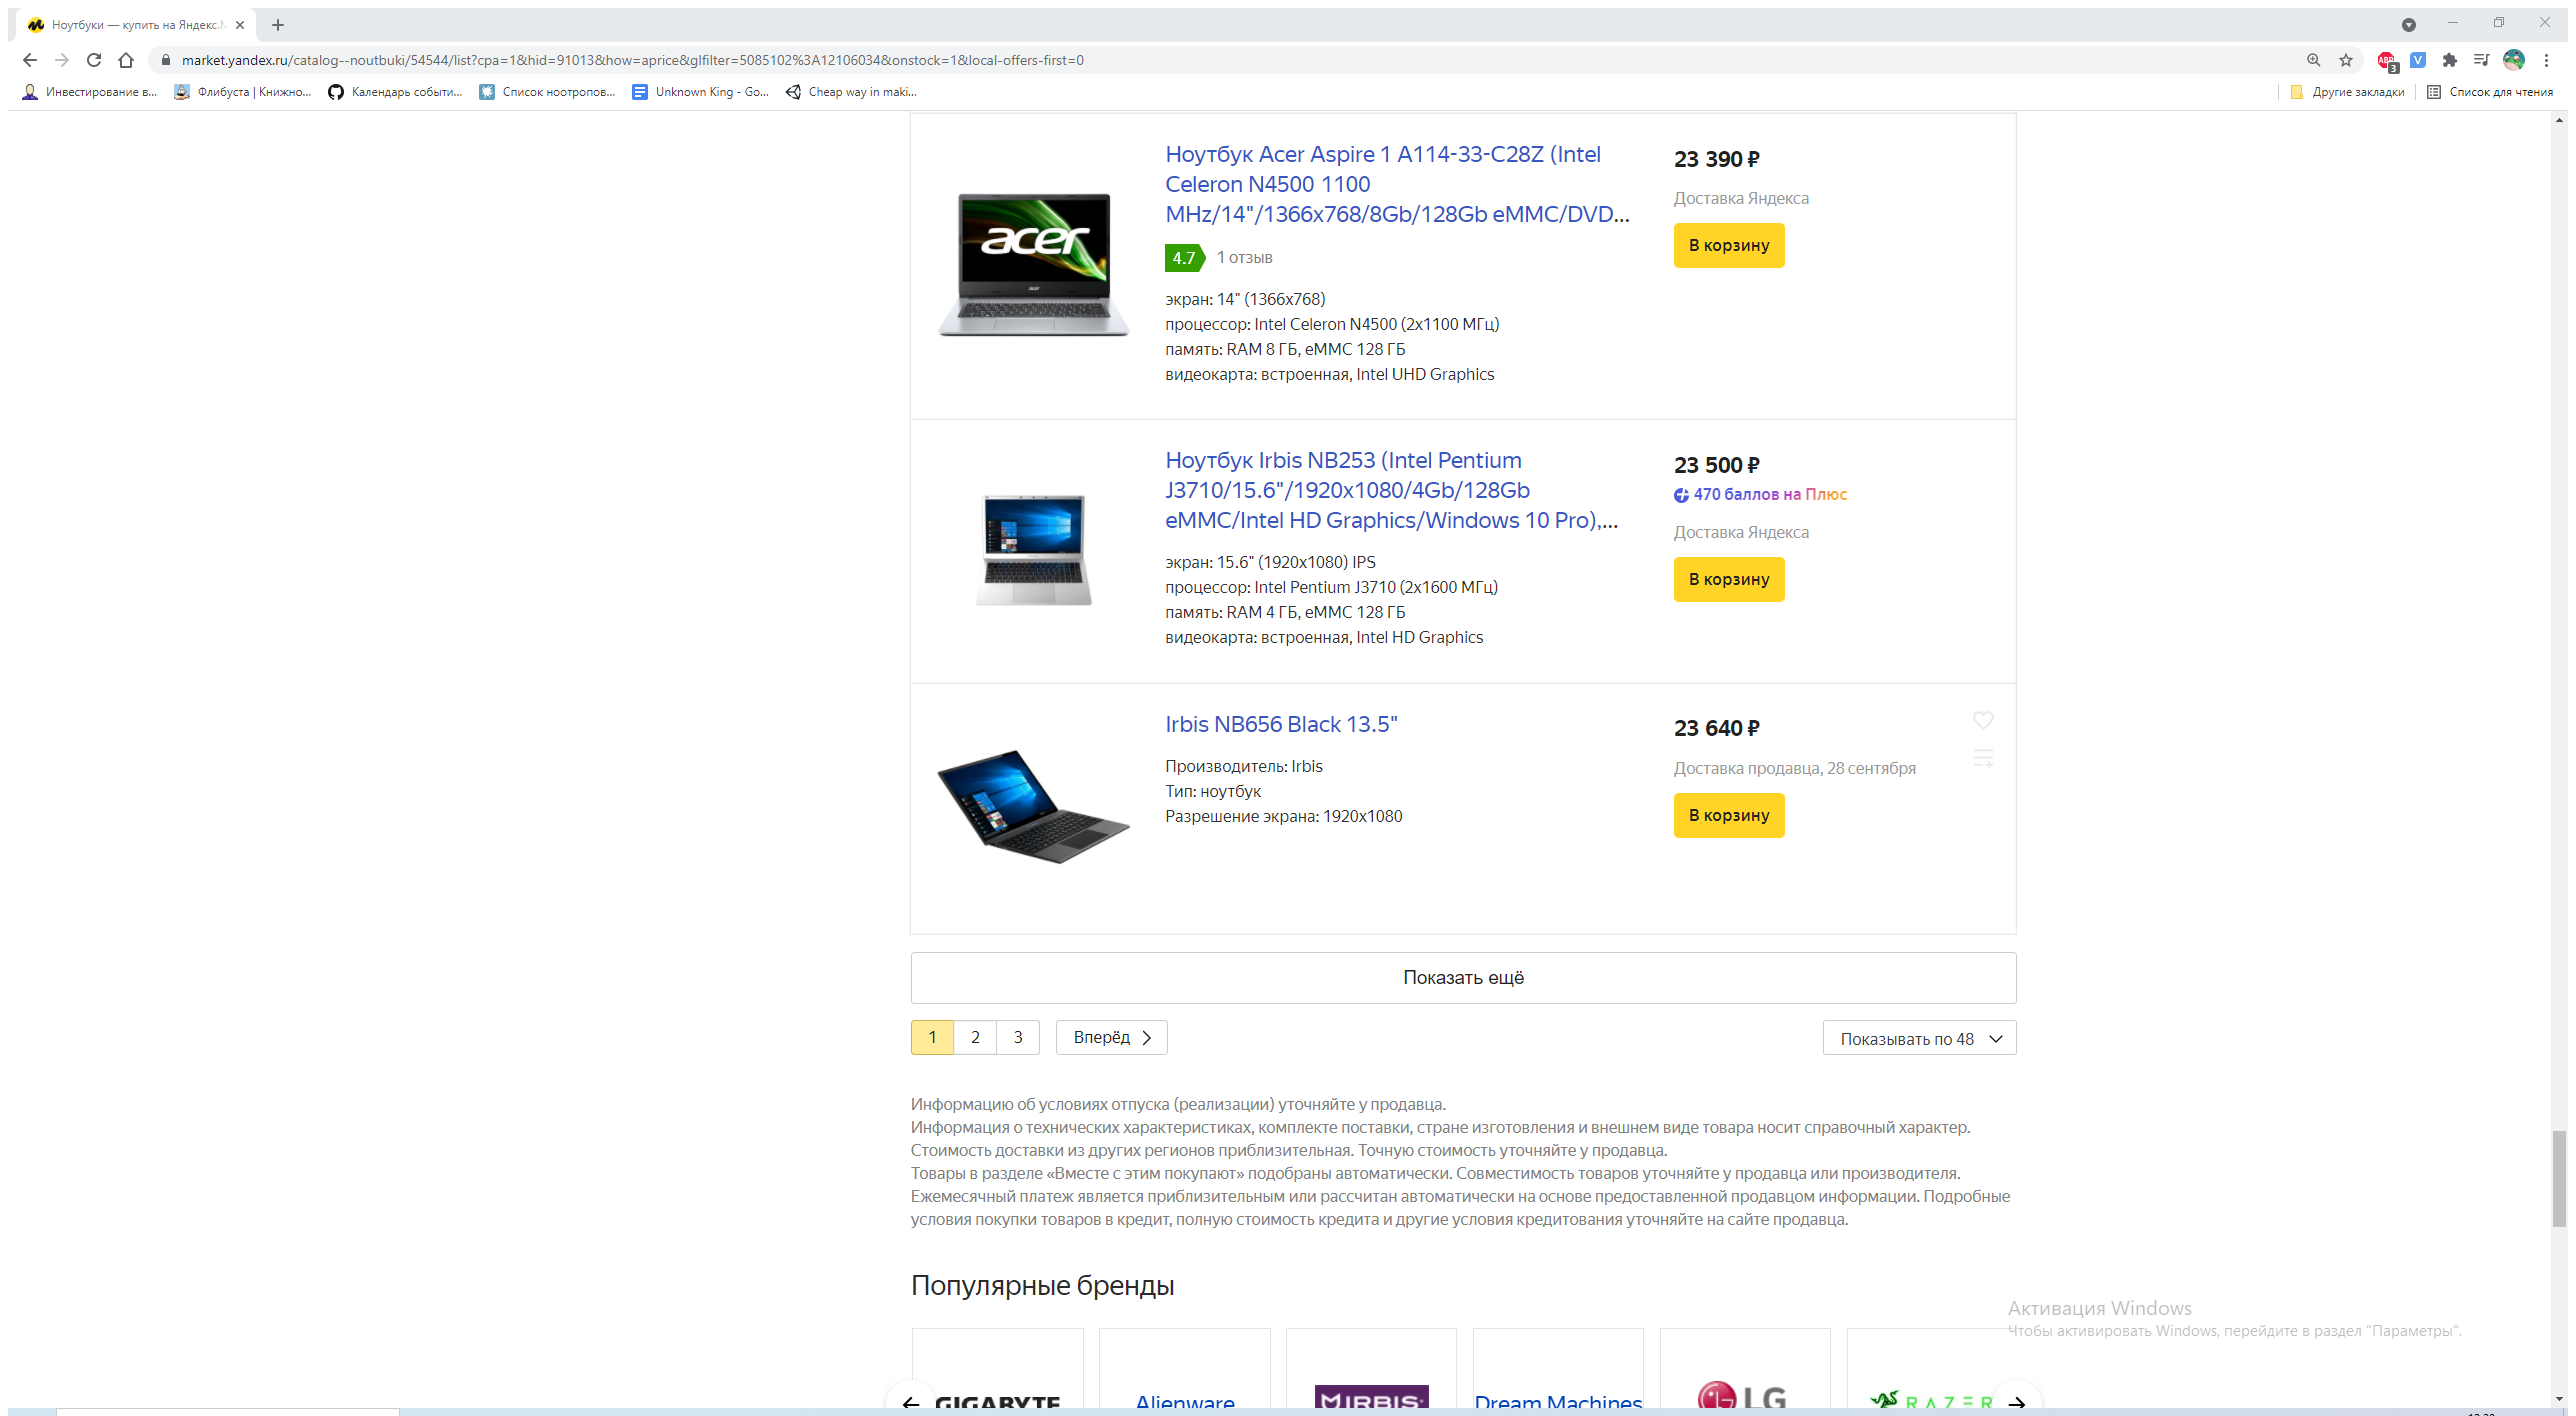 Ноутбуки — купить на Яндекс.М
market.yandex.ru/catalog--noutbuki/54544/list?cpa=1&hid=91013&how=aprice&glfilter=5085102%3A12106034&onstock=1&local-offers-first=0
ABP 3 V
Инвестирование в... Флибуста | Книжно... Календарь событи... Список ноотропов... Unknown King - Go... Cheap way in maki... Другие закладки Список для чтения
acer
Ноутбук Acer Aspire 1 A114-33-C28Z (Intel
Celeron N4500 1100
MHz/14"/1366x768/8Gb/128Gb eMMC/DVD...
4.7 1 отзыв
экран: 14" (1366x768)
процессор: Intel Celeron N4500 (2x1100 МГц)
память: RAM 8 ГБ, eMMC 128 ГБ
видеокарта: встроенная, Intel UHD Graphics
23 390 ₽
Доставка Яндекса
В корзину
Ноутбук Irbis NB253 (Intel Pentium
J3710/15.6"/1920x1080/4Gb/128Gb
eMMC/Intel HD Graphics/Windows 10 Pro),...
экран: 15.6" (1920x1080) IPS
процессор: Intel Pentium J3710 (2x1600 МГц)
память: RAM 4 ГБ, eMMC 128 ГБ
видеокарта: встроенная, Intel HD Graphics
23 500 ₽
470 баллов на Плюс
Доставка Яндекса
В корзину
Irbis NB656 Black 13.5"
Производитель: Irbis
Тип: ноутбук
Разрешение экрана: 1920x1080
23 640 ₽
Доставка продавца, 28 сентября
В корзину
Показать ещё
1 2 3 Вперёд Показывать по 48
Информацию об условиях отпуска (реализации) уточняйте у продавца.
Информация о технических характеристиках, комплекте поставки, стране изготовления и внешнем виде товара носит справочный характер.
Стоимость доставки из других регионов приблизительная. Точную стоимость уточняйте у продавца.
Товары в разделе «Вместе с этим покупают» подобраны автоматически. Совместимость товаров уточняйте у продавца или производителя.
Ежемесячный платеж является приблизительным или рассчитан автоматически на основе предоставленной продавцом информации. Подробные
условия покупки товаров в кредит, полную стоимость кредита и другие условия кредитования уточняйте на сайте продавца.
Популярные бренды
Активация Windows
Чтобы активировать Windows, перейдите в раздел "Параметры".
GIGABYTE Alienware IRBIS Dream Machines LG RAZER